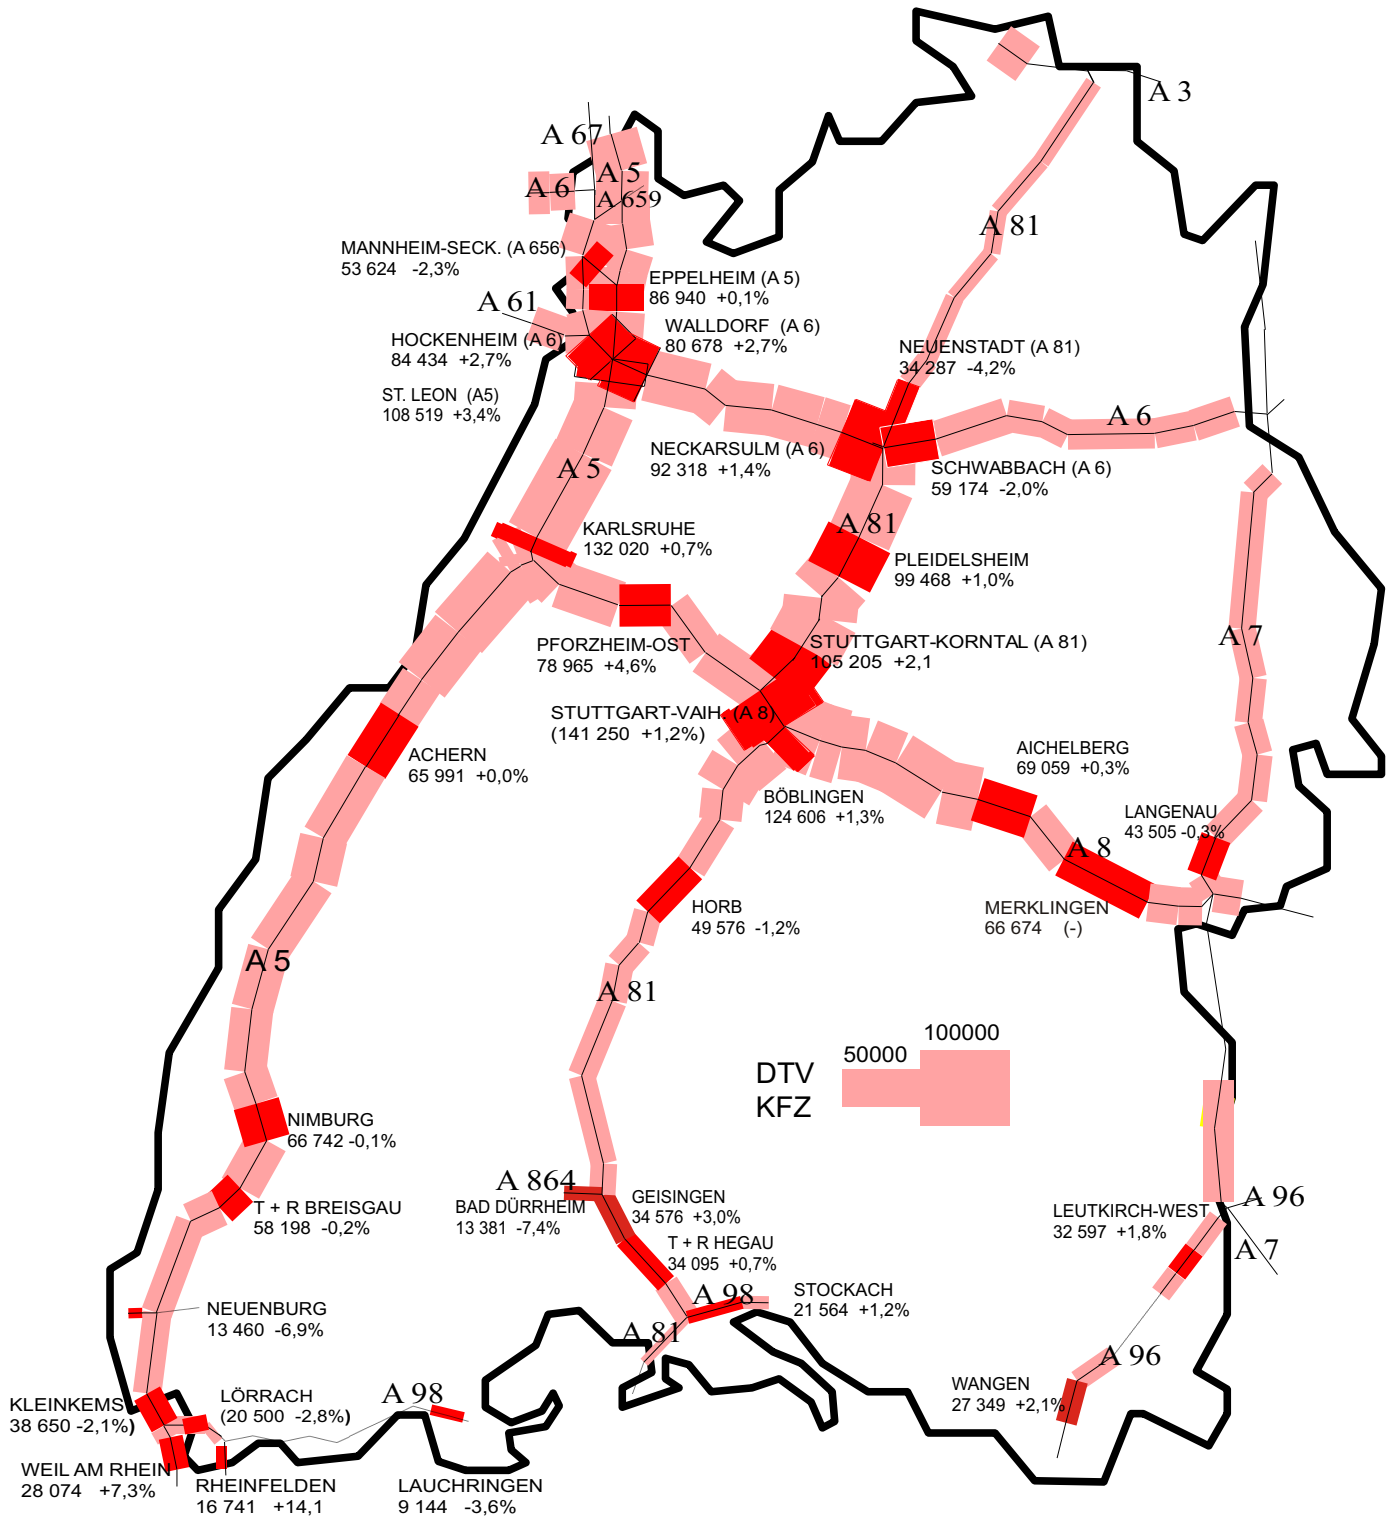 A 3
A 67
A 5
A 6
A 659
A 81
MANNHEIM-SECK. (A 656)
53 624 -2,3%
EPPELHEIM (A 5)
86 940 +0,1%
A 61
WALLDORF (A 6)
80 678 +2,7%
HOCKENHEIM (A 6)
84 434 +2,7%
NEUENSTADT (A 81)
34 287 -4,2%
ST. LEON (A5)
108 519 +3,4%
A 6
NECKARSULM (A 6)
92 318 +1,4%
SCHWABBACH (A 6)
59 174 -2,0%
A 5
A 81
KARLSRUHE
132 020 +0,7%
PLEIDELSHEIM
99 468 +1,0%
A 7
PFORZHEIM-OST
78 965 +4,6%
STUTTGART-KORNTAL (A 81)
105 205 +2,1
STUTTGART-VAIH. (A 8)
(141 250 +1,2%)
ACHERN
65 991 +0,0%
AICHELBERG
69 059 +0,3%
BÖBLINGEN
124 606 +1,3%
LANGENAU
43 505 -0,3%
A 8
HORB
49 576 -1,2%
MERKLINGEN
66 674 (-)
A 5
A 81
100000
50000
DTV
KFZ
NIMBURG
66 742 -0,1%
A 864
BAD DÜRRHEIM
13 381 -7,4%
GEISINGEN
34 576 +3,0%
T + R BREISGAU
58 198 -0,2%
A 96
LEUTKIRCH-WEST
32 597 +1,8%
A 7
T + R HEGAU
34 095 +0,7%
A 98
STOCKACH
21 564 +1,2%
NEUENBURG
13 460 -6,9%
A 81
A 96
WANGEN
27 349 +2,1%
KLEINKEMS
38 650 -2,1%)
LÖRRACH
(20 500 -2,8%)
A 98
WEIL AM RHEIN
28 074 +7,3%
RHEINFELDEN
16 741 +14,1
LAUCHRINGEN
9 144 -3,6%